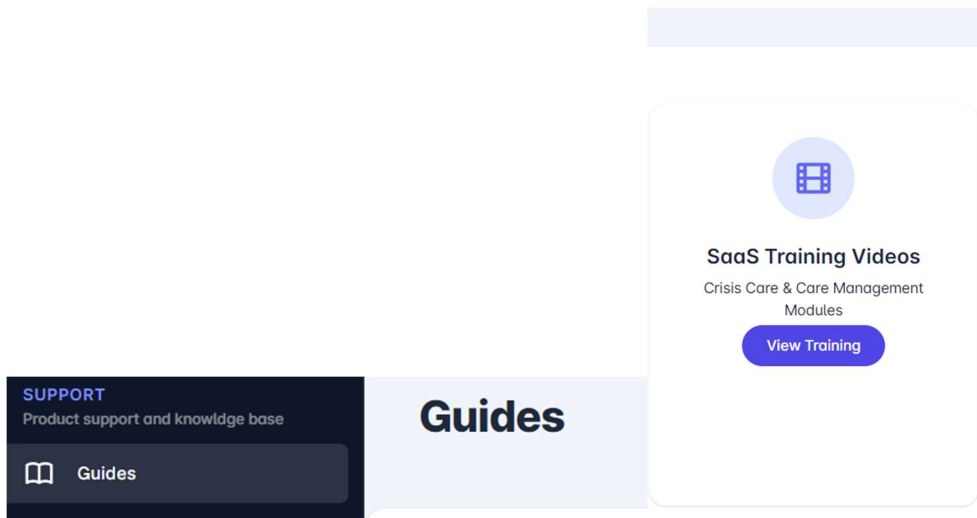 SaaS Training Videos
Crisis Care & Care Management
Modules
View Training
SUPPORT
Product support and knowldge base
Guides
Guides